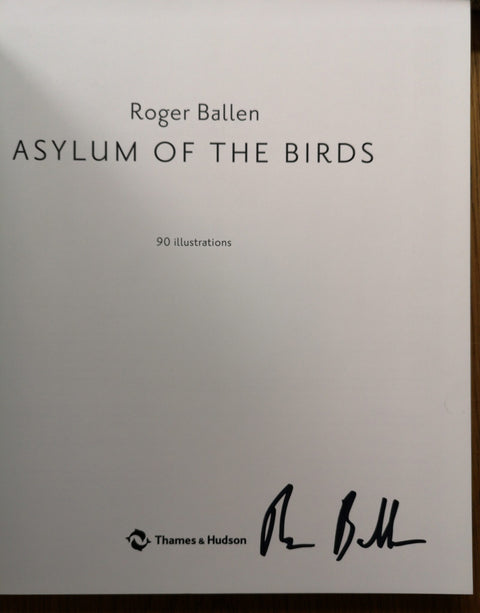 Roger Ballen
ASYLUM OF THE BIRDS
90 illustrations
Thames & Hudson